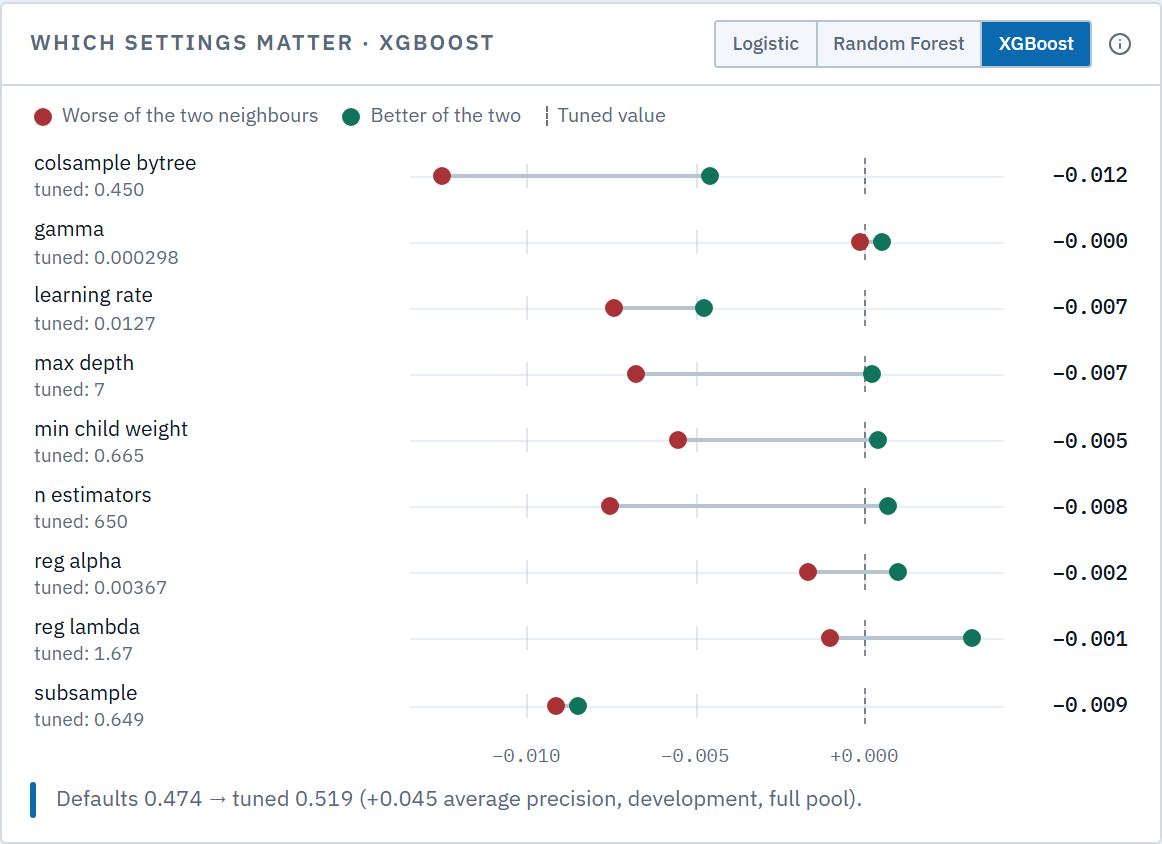 WHICH SETTINGS MATTER · XGBOOST
Logistic
Random Forest
XGBoost
Worse of the two neighbours
Better of the two
Tuned value
colsample bytree
tuned: 0.450
−0.012
gamma
tuned: 0.000298
−0.000
learning rate
tuned: 0.0127
−0.007
max depth
tuned: 7
−0.007
min child weight
tuned: 0.665
−0.005
n estimators
tuned: 650
−0.008
reg alpha
tuned: 0.00367
−0.002
reg lambda
tuned: 1.67
−0.001
subsample
tuned: 0.649
−0.009
−0.010
−0.005
+0.000
Defaults 0.474 → tuned 0.519 (+0.045 average precision, development, full pool).